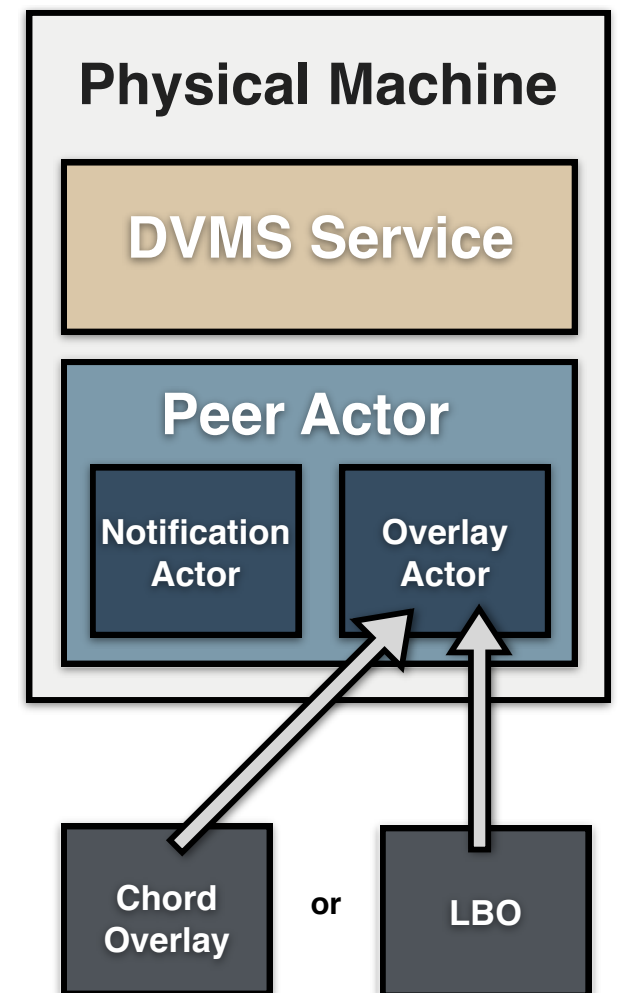 Physical Machine
DVMS Service
Peer Actor
Notification
Actor
Overlay
Actor
Chord
Overlay
or
LBO